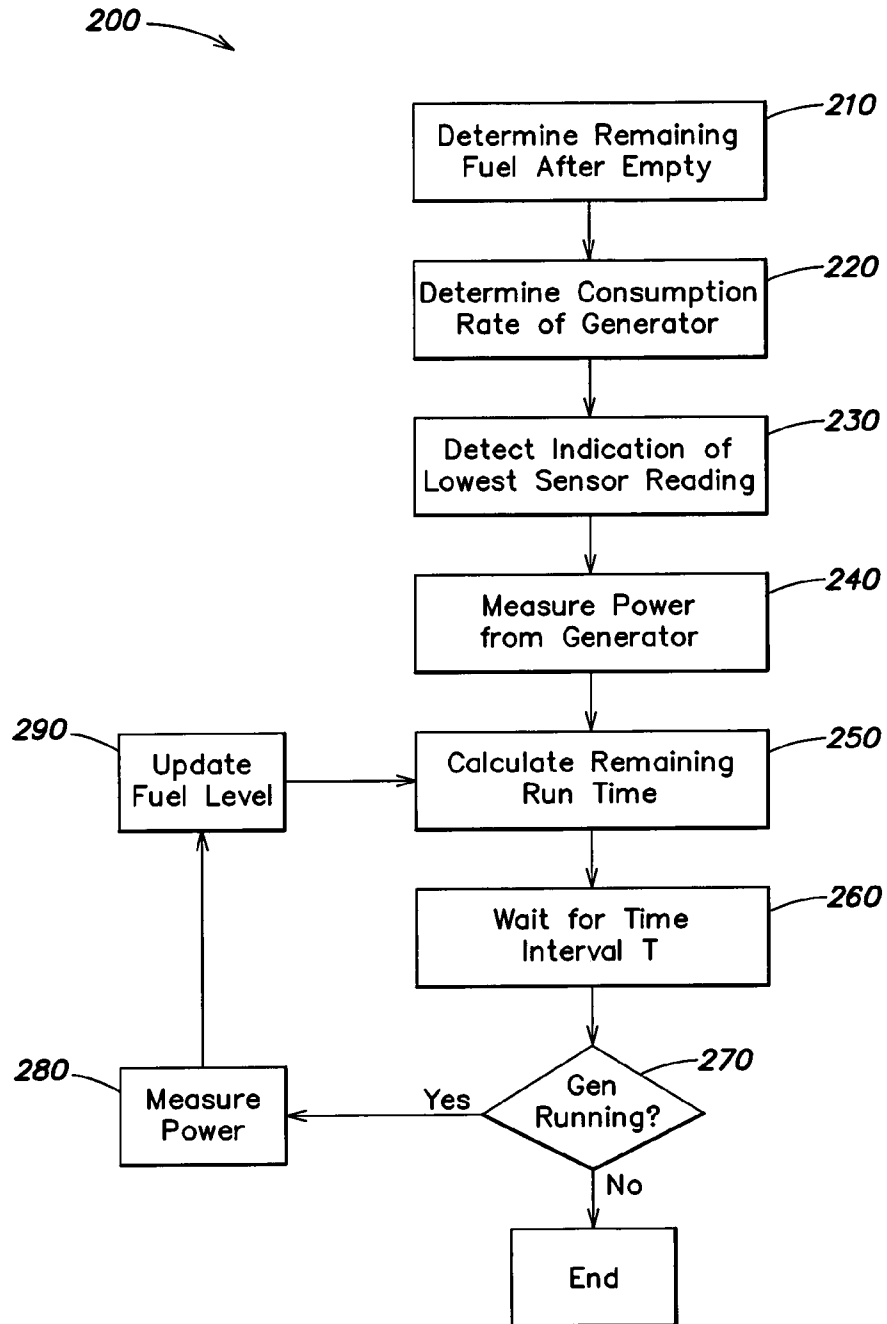 200
210
Determine Remaining
Fuel After Empty
220
Determine Consumption
Rate of Generator
230
Detect Indication of
Lowest Sensor Reading
240
Measure Power
from Generator
290
Update
Fuel Level
250
Calculate Remaining
Run Time
260
Wait for Time
Interval T
270
Gen
Running?
Yes
280
Measure
Power
No
End